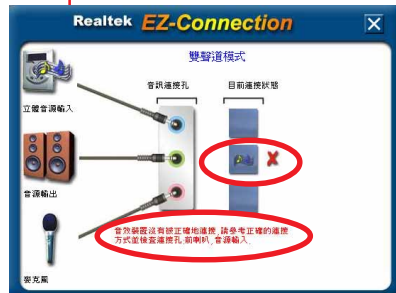 Realtek EZ-Connection
雙聲道模式
音訊連接孔
目前連接狀態
立體音源輸入
音源輸出
音效裝置沒有被正確地連接,請參考正確的連接
方式並檢查連接孔:前喇叭,音源輸入.
麥克風